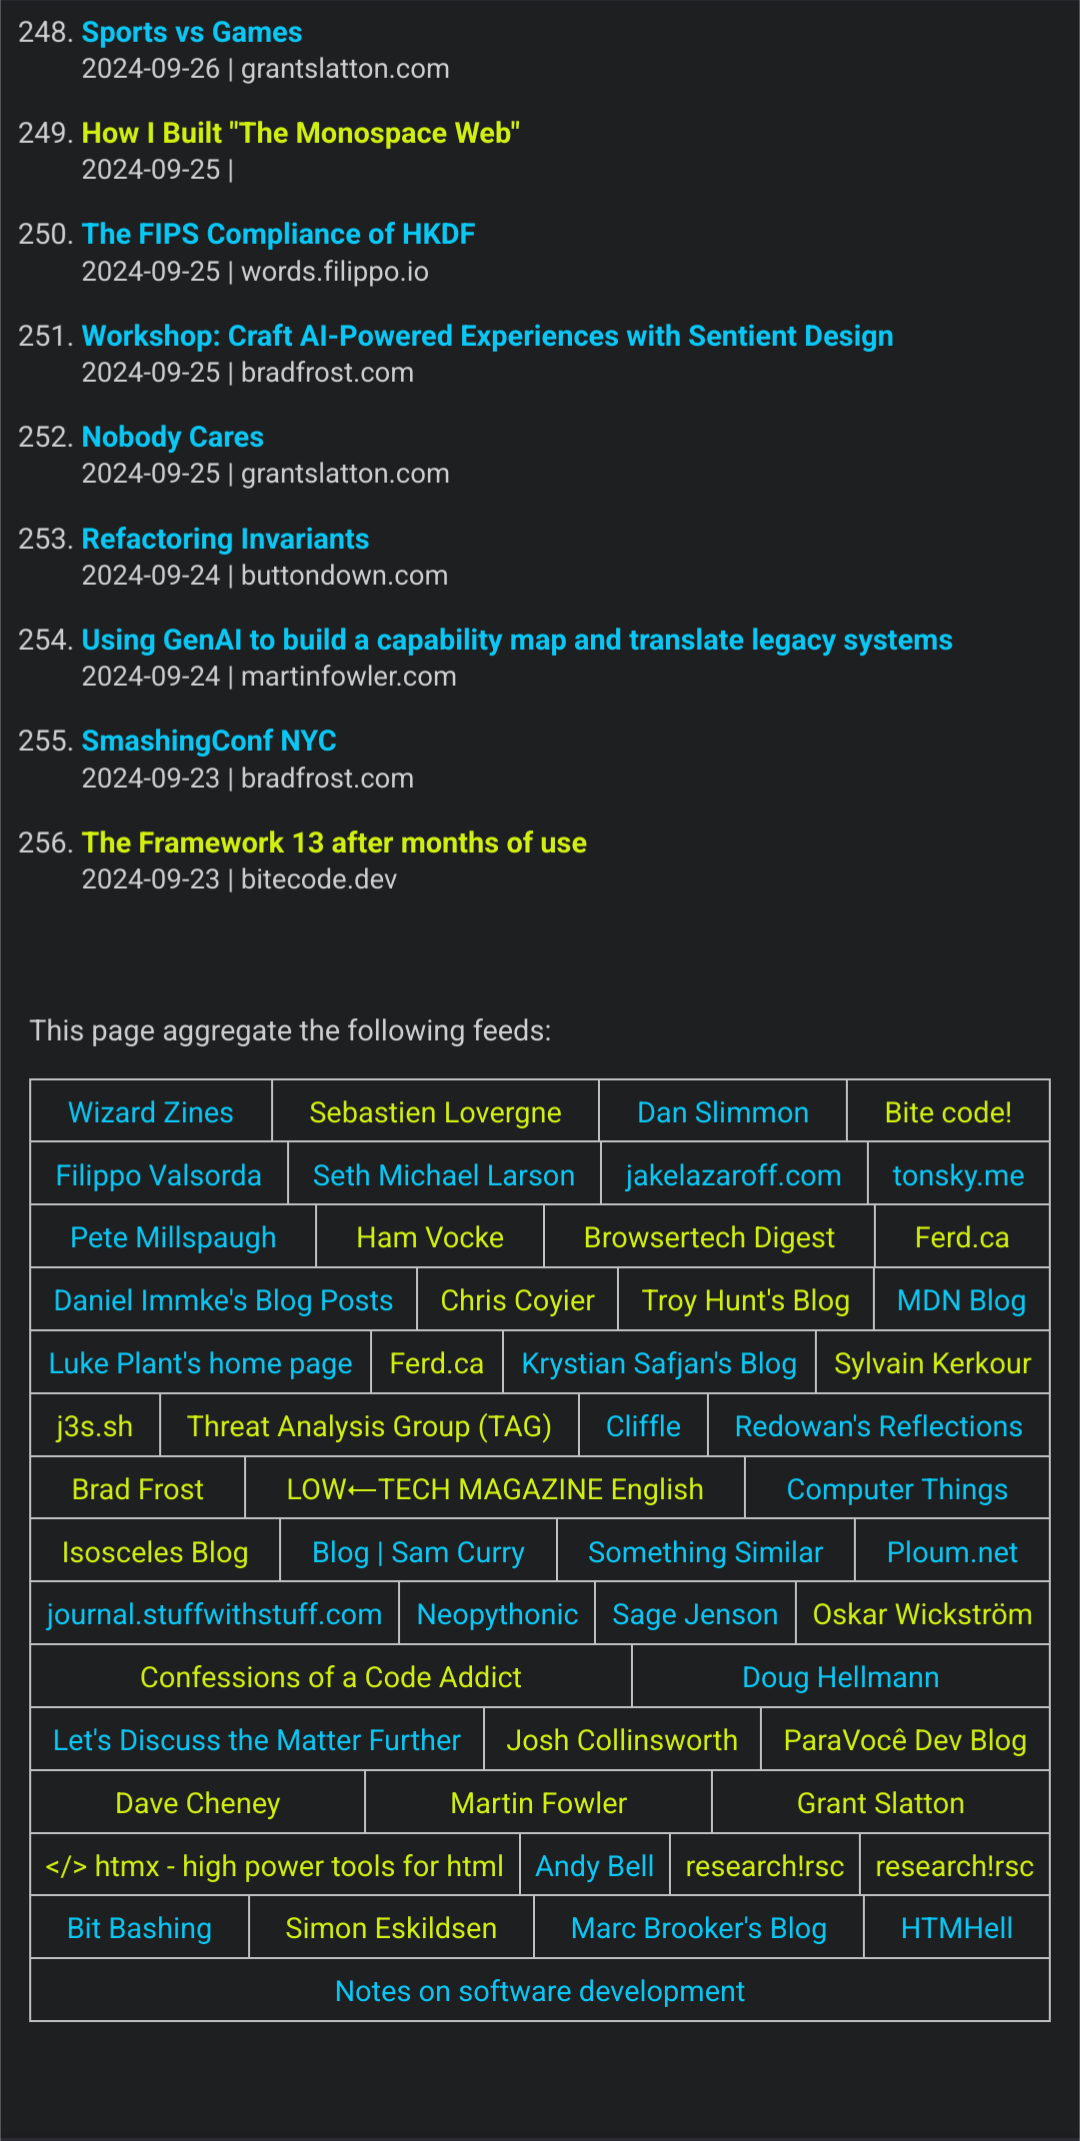 248. Sports vs Games
2024-09-26 | grantslatton.com
249. How I Built "The Monospace Web"
2024-09-25 |
250. The FIPS Compliance of HKDF
2024-09-25 | words.filippo.io
251. Workshop: Craft AI-Powered Experiences with Sentient Design
2024-09-25 | bradfrost.com
252. Nobody Cares
2024-09-25 | grantslatton.com
253. Refactoring Invariants
2024-09-24 | buttondown.com
254. Using GenAI to build a capability map and translate legacy systems
2024-09-24 | martinfowler.com
255. SmashingConf NYC
2024-09-23 | bradfrost.com
256. The Framework 13 after months of use
2024-09-23 | bitecode.dev
This page aggregate the following feeds:
Wizard Zines Sebastien Lovergne Dan Slimmon Bite code!
Filippo Valsorda Seth Michael Larson jakelazaroff.com tonsky.me
Pete Millspaugh Ham Vocke Browsertech Digest Ferd.ca
Daniel Immke's Blog Posts Chris Coyier Troy Hunt's Blog MDN Blog
Luke Plant's home page Ferd.ca Krystian Safjan's Blog Sylvain Kerkour
j3s.sh Threat Analysis Group (TAG) Cliffle Redowan's Reflections
Brad Frost LOW←TECH MAGAZINE English Computer Things
Isosceles Blog Blog | Sam Curry Something Similar Ploum.net
journal.stuffwithstuff.com Neopythonic Sage Jenson Oskar Wickström
Confessions of a Code Addict Doug Hellmann
Let's Discuss the Matter Further Josh Collinsworth ParaVocê Dev Blog
Dave Cheney Martin Fowler Grant Slatton
</> htmx - high power tools for html Andy Bell research!rsc research!rsc
Bit Bashing Simon Eskildsen Marc Brooker's Blog HTMHell
Notes on software development